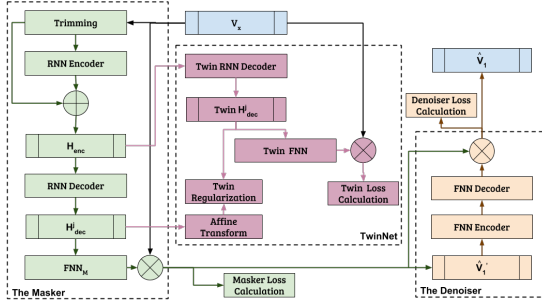 Trimming
RNN Encoder
H_enc
RNN Decoder
H^j_dec
FNN_M
The Masker
Masker Loss
Calculation
V_x
Twin RNN Decoder
Twin H^j_dec
Twin FNN
Twin
Regularization
Affine
Transform
Twin Loss
Calculation
TwinNet
V̂_1
Denoiser Loss
Calculation
FNN Decoder
FNN Encoder
V̂_1'
The Denoiser